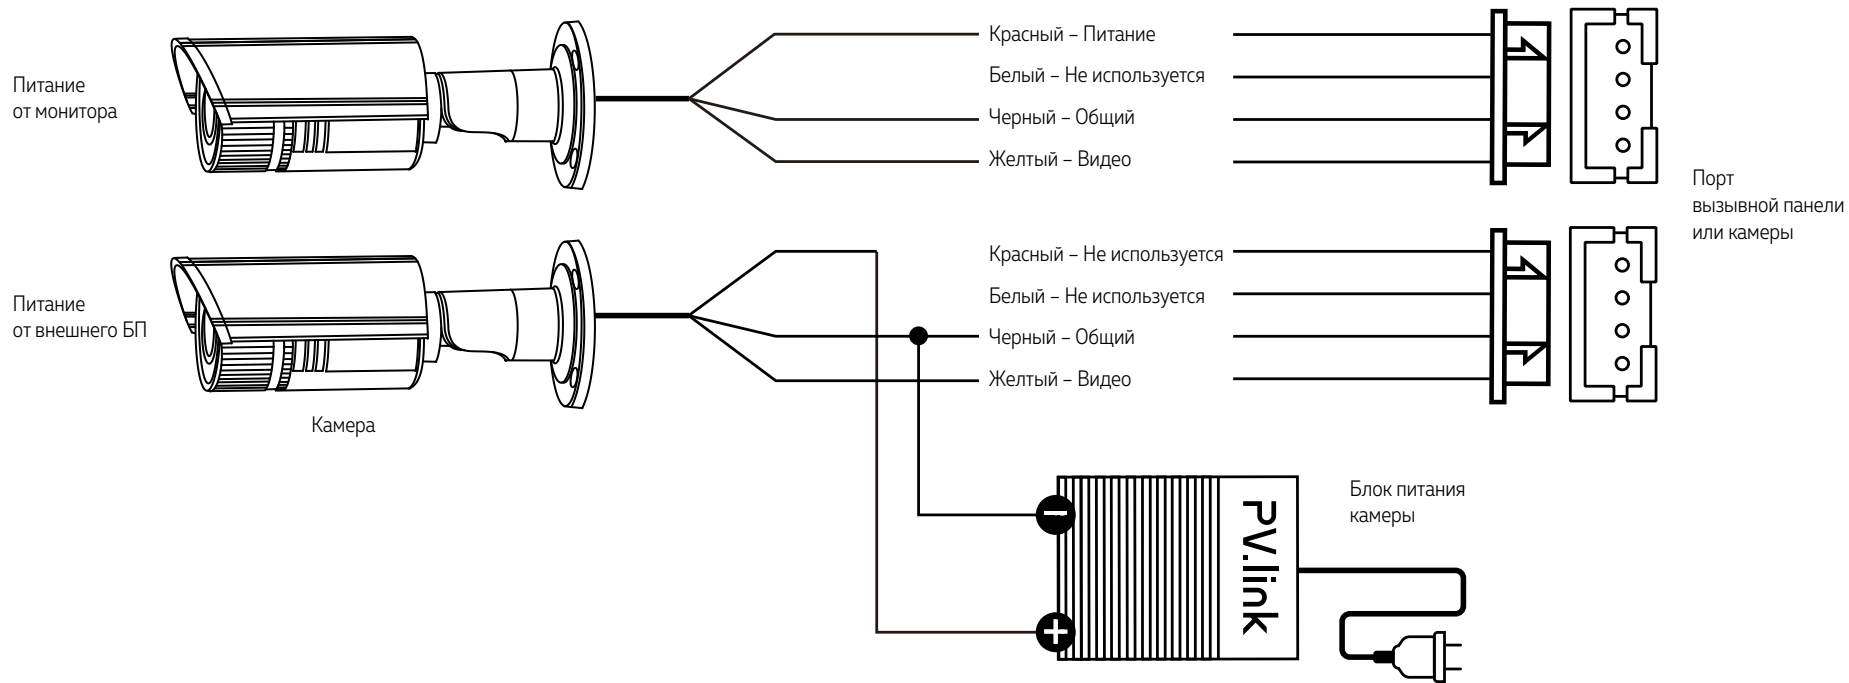 Питание
от монитора
Красный – Питание
Белый – Не используется
Черный – Общий
Желтый – Видео
Порт
вызывной панели
или камеры
Питание
от внешнего БП
Красный – Не используется
Белый – Не используется
Черный – Общий
Желтый – Видео
Камера
Блок питания
камеры
PV.link